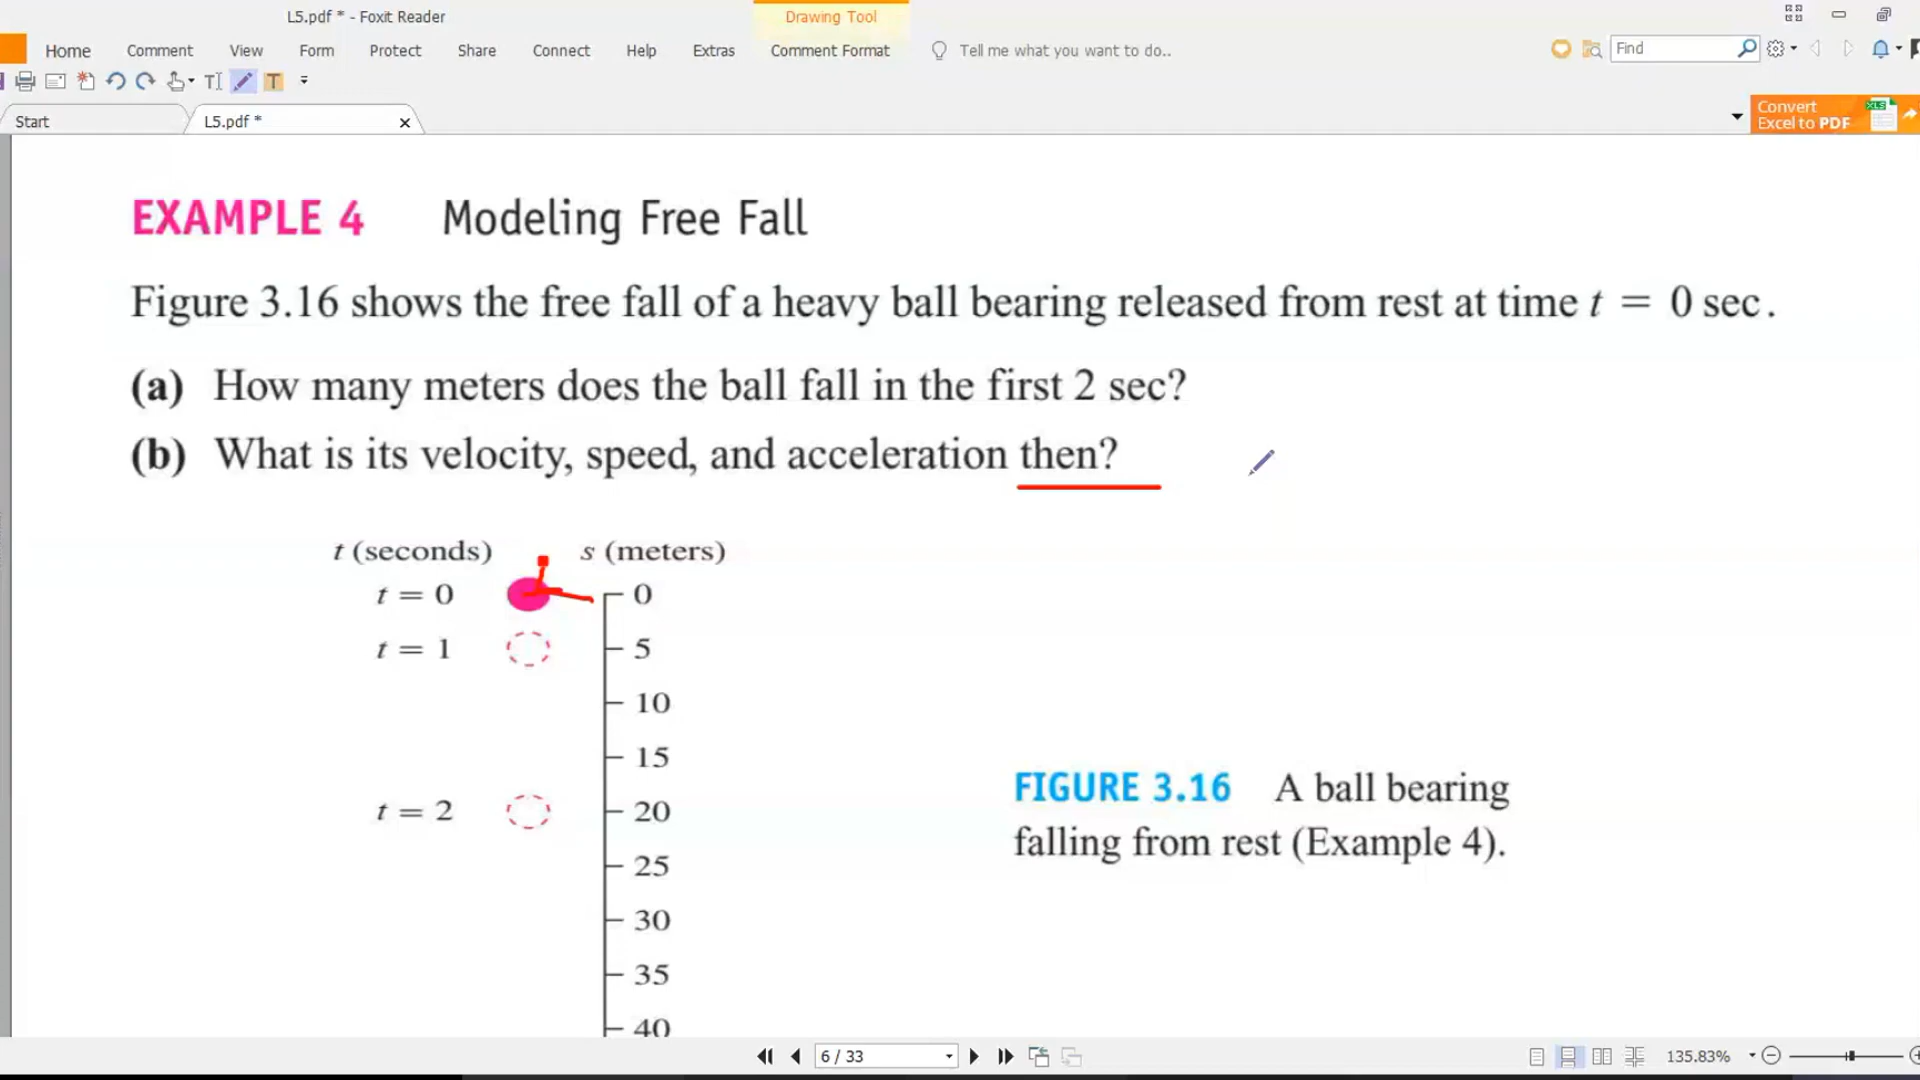 L5.pdf * - Foxit Reader
Drawing Tool
Home Comment View Form Protect Share Connect Help Extras Comment Format Tell me what you want to do.. Find
Start L5.pdf *
Convert
Excel to PDF
XLS
EXAMPLE 4 Modeling Free Fall
Figure 3.16 shows the free fall of a heavy ball bearing released from rest at time t = 0 sec.
(a) How many meters does the ball fall in the first 2 sec?
(b) What is its velocity, speed, and acceleration then?
t (seconds) s (meters)
t = 0 0
t = 1 5
10
15
t = 2 20
25
30
35
40
FIGURE 3.16 A ball bearing
falling from rest (Example 4).
6 / 33 135.83%